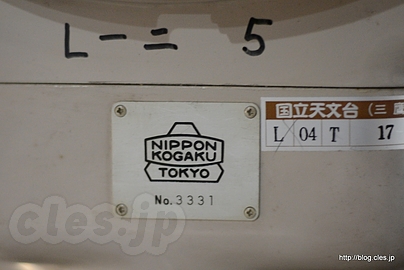 L-ニ 5
NIPPON
KOGAKU
TOKYO
No. 3331
国立天文台 (三
L 04 T 17
cles.jp
http://blog.cles.jp